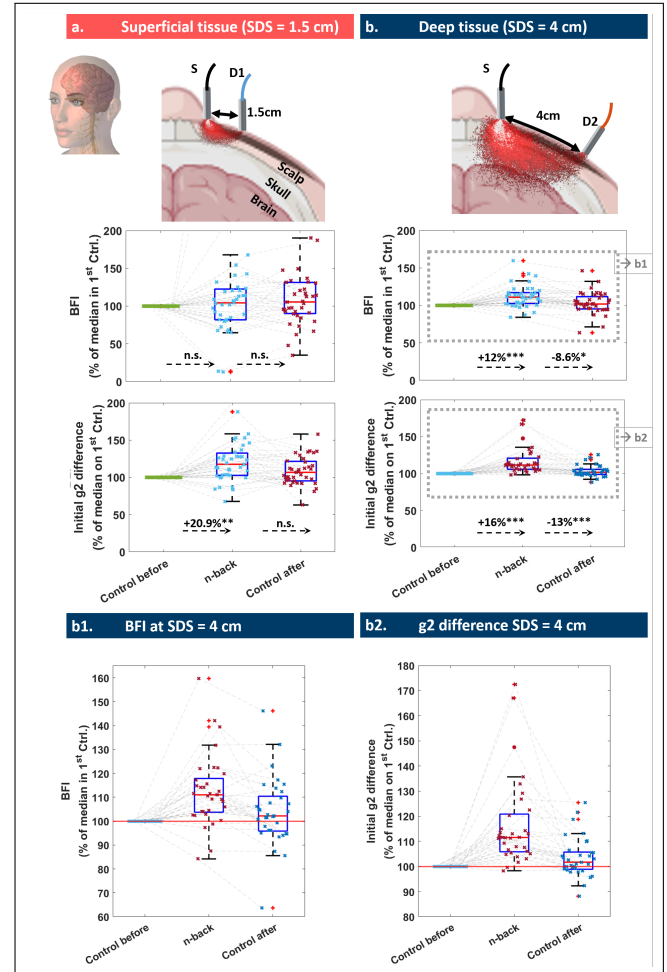 a. Superficial tissue (SDS = 1.5 cm)
S
D1
1.5cm
Scalp
Skull
Brain
BFI
(% of median in 1st Ctrl.)
200
150
100
50
0
n.s.
n.s.
Initial g2 difference
(% of median on 1st Ctrl.)
200
150
100
50
0
+20.9%**
n.s.
Control before
n-back
Control after
b. Deep tissue (SDS = 4 cm)
S
4cm
D2
BFI
(% of median in 1st Ctrl.)
200
150
100
50
0
→ b1
+12%***
-8.6%*
Initial g2 difference
(% of median on 1st Ctrl.)
200
150
100
50
0
→ b2
+16%***
-13%***
Control before
n-back
Control after
b1. BFI at SDS = 4 cm
BFI
(% of median in 1st Ctrl.)
160
150
140
130
120
110
100
90
80
70
60
Control before
n-back
Control after
b2. g2 difference SDS = 4 cm
Initial g2 difference
(% of median on 1st Ctrl.)
180
170
160
150
140
130
120
110
100
90
80
Control before
n-back
Control after